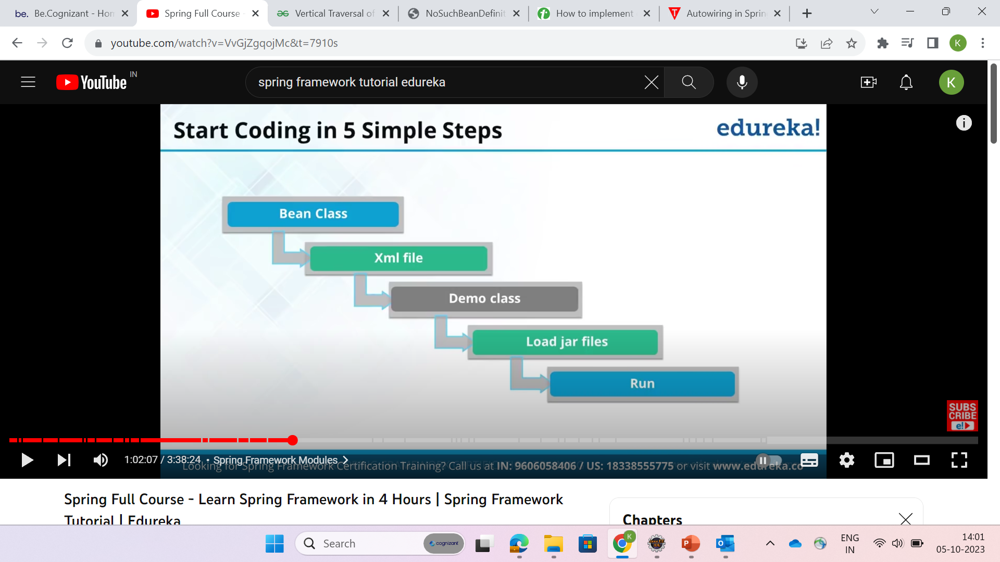 be. Be.Cognizant - Hom
Spring Full Course -
Vertical Traversal of
NoSuchBeanDefinit
How to implement
Autowiring in Sprin
youtube.com/watch?v=VvGjZgqojMc&t=7910s
K
YouTube IN
spring framework tutorial edureka
K
Start Coding in 5 Simple Steps
edureka!
Bean Class
Xml file
Demo class
Load jar files
Run
SUBS
CRIBE
e!
1:02:07 / 3:38:24 • Spring Framework Modules
Looking for Spring Framework Certification Training? Call us at IN: 9606058406 / US: 18338555775 or visit www.edureka.co
Spring Full Course - Learn Spring Framework in 4 Hours | Spring Framework
Tutorial | Edureka
Chapters
Search
cognizant
K
Java EE
IDE
P
O
ENG
IN
14:01
05-10-2023